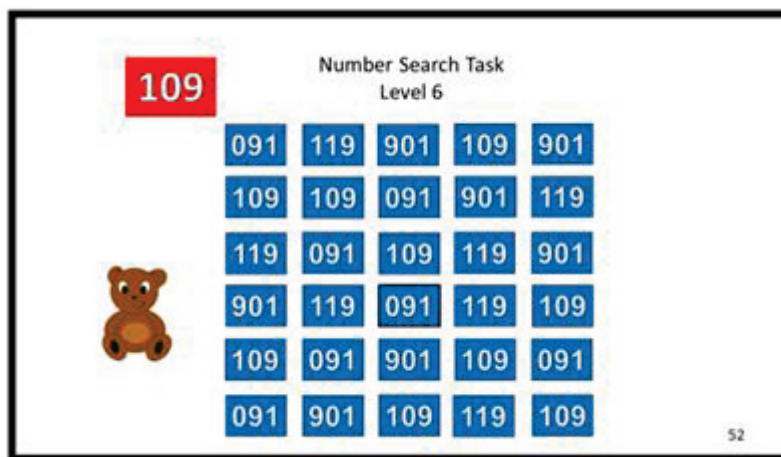 109
Number Search Task
Level 6
091 119 901 109 901
109 109 091 901 119
119 091 109 119 901
901 119 091 119 109
109 091 901 109 091
091 901 109 119 109
52